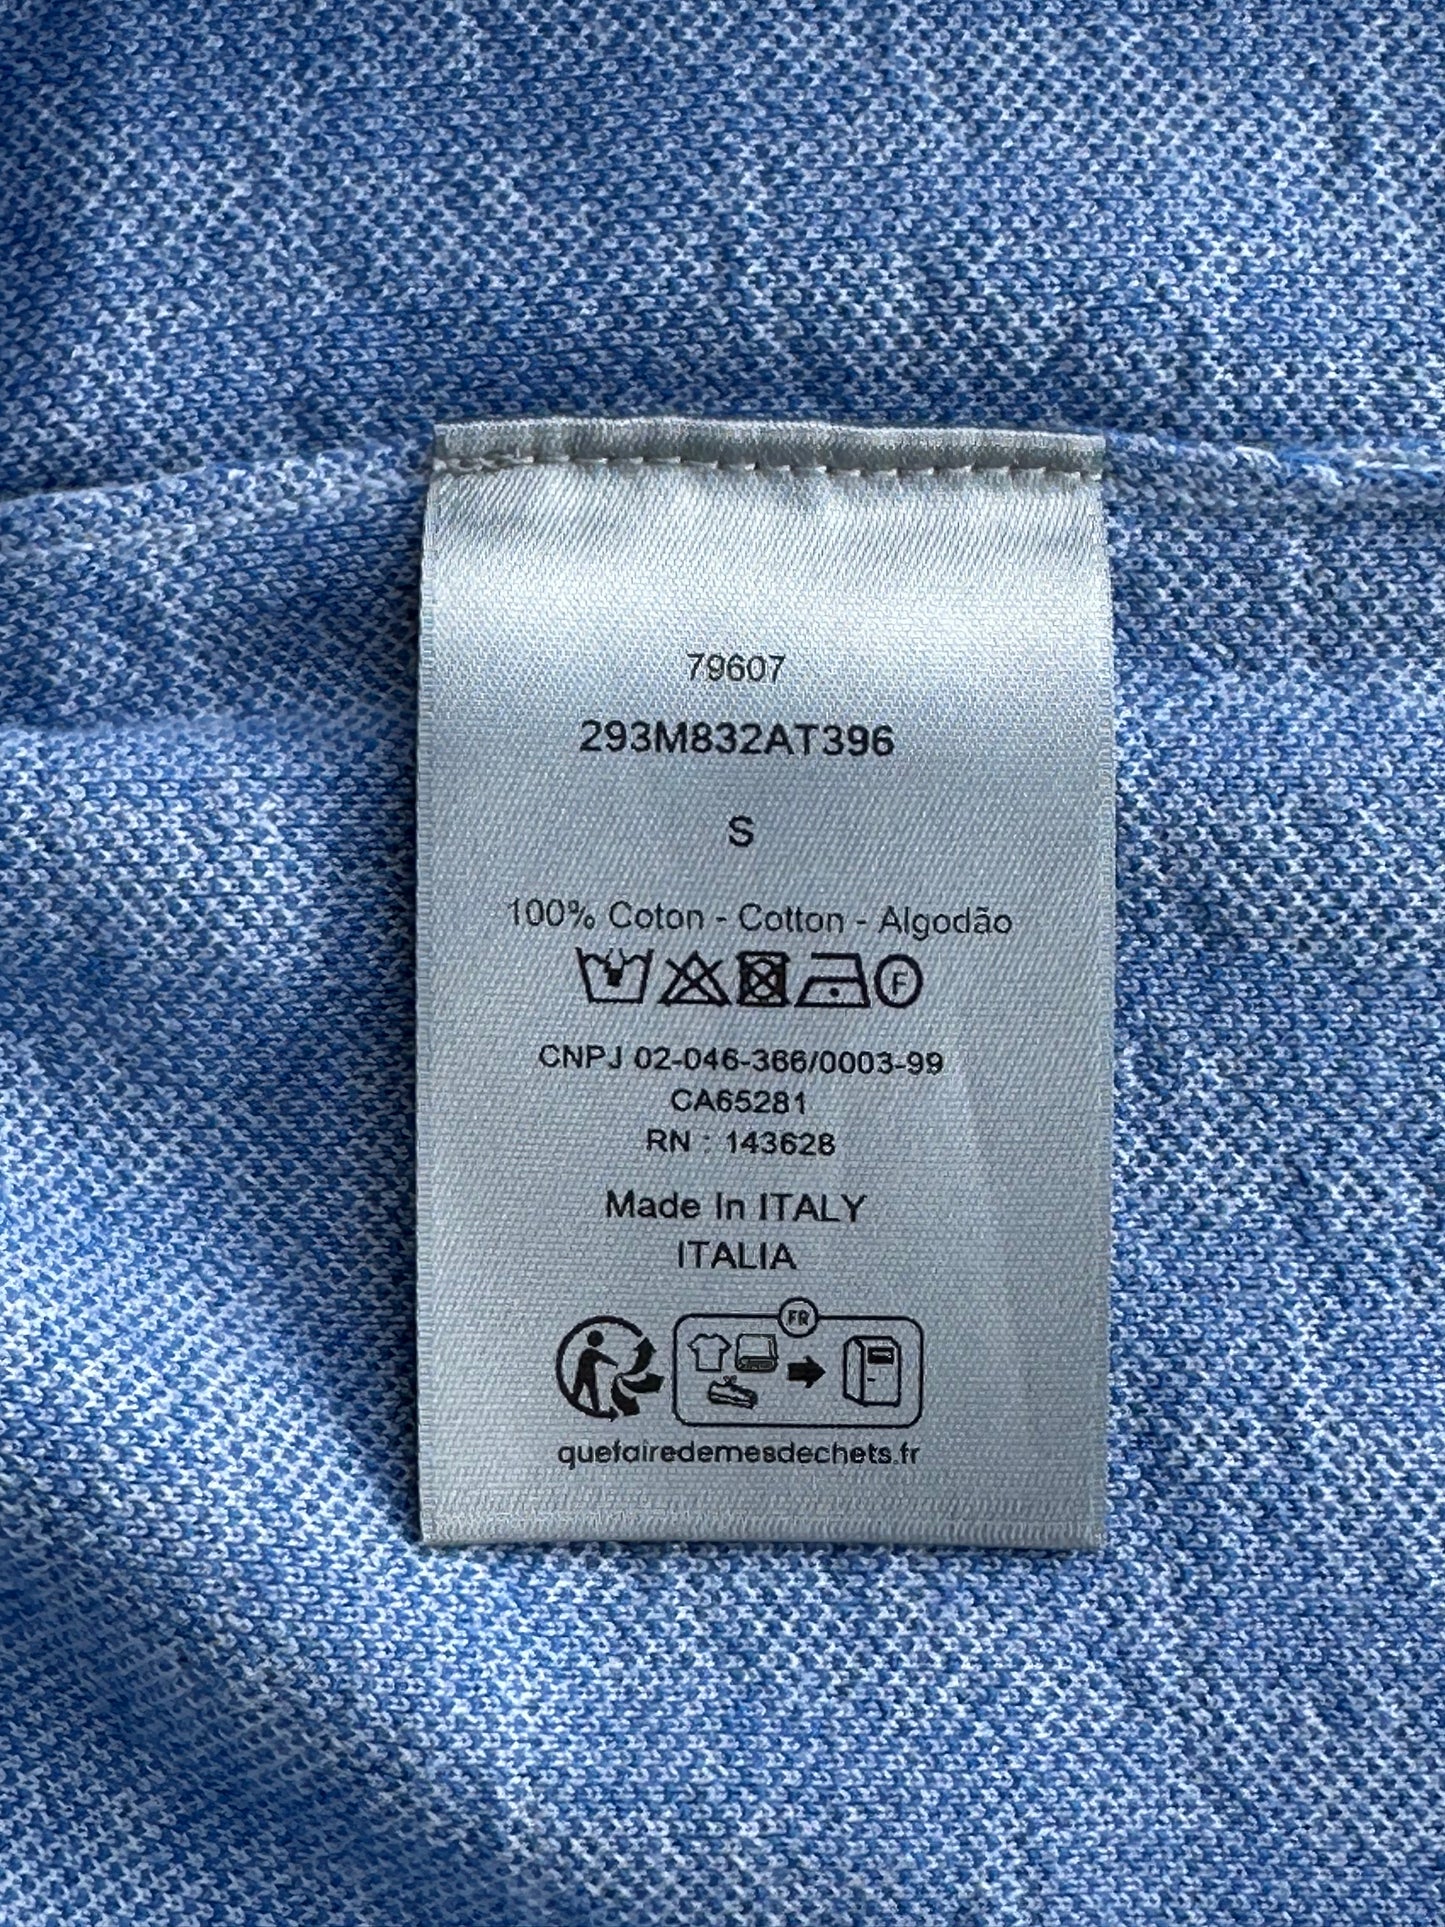 79607
293M832AT396
S
100% Coton - Cotton - Algodão
F
CNPJ 02-046-366/0003-99
CA65281
RN : 143628
Made In ITALY
ITALIA
FR
quefairedemesdechets.fr